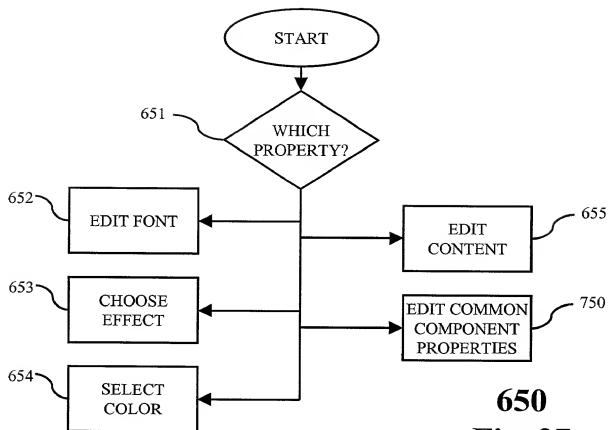 START
651
WHICH
PROPERTY?
652
EDIT FONT
655
EDIT
CONTENT
653
CHOOSE
EFFECT
750
EDIT COMMON
COMPONENT
PROPERTIES
654
SELECT
COLOR
650